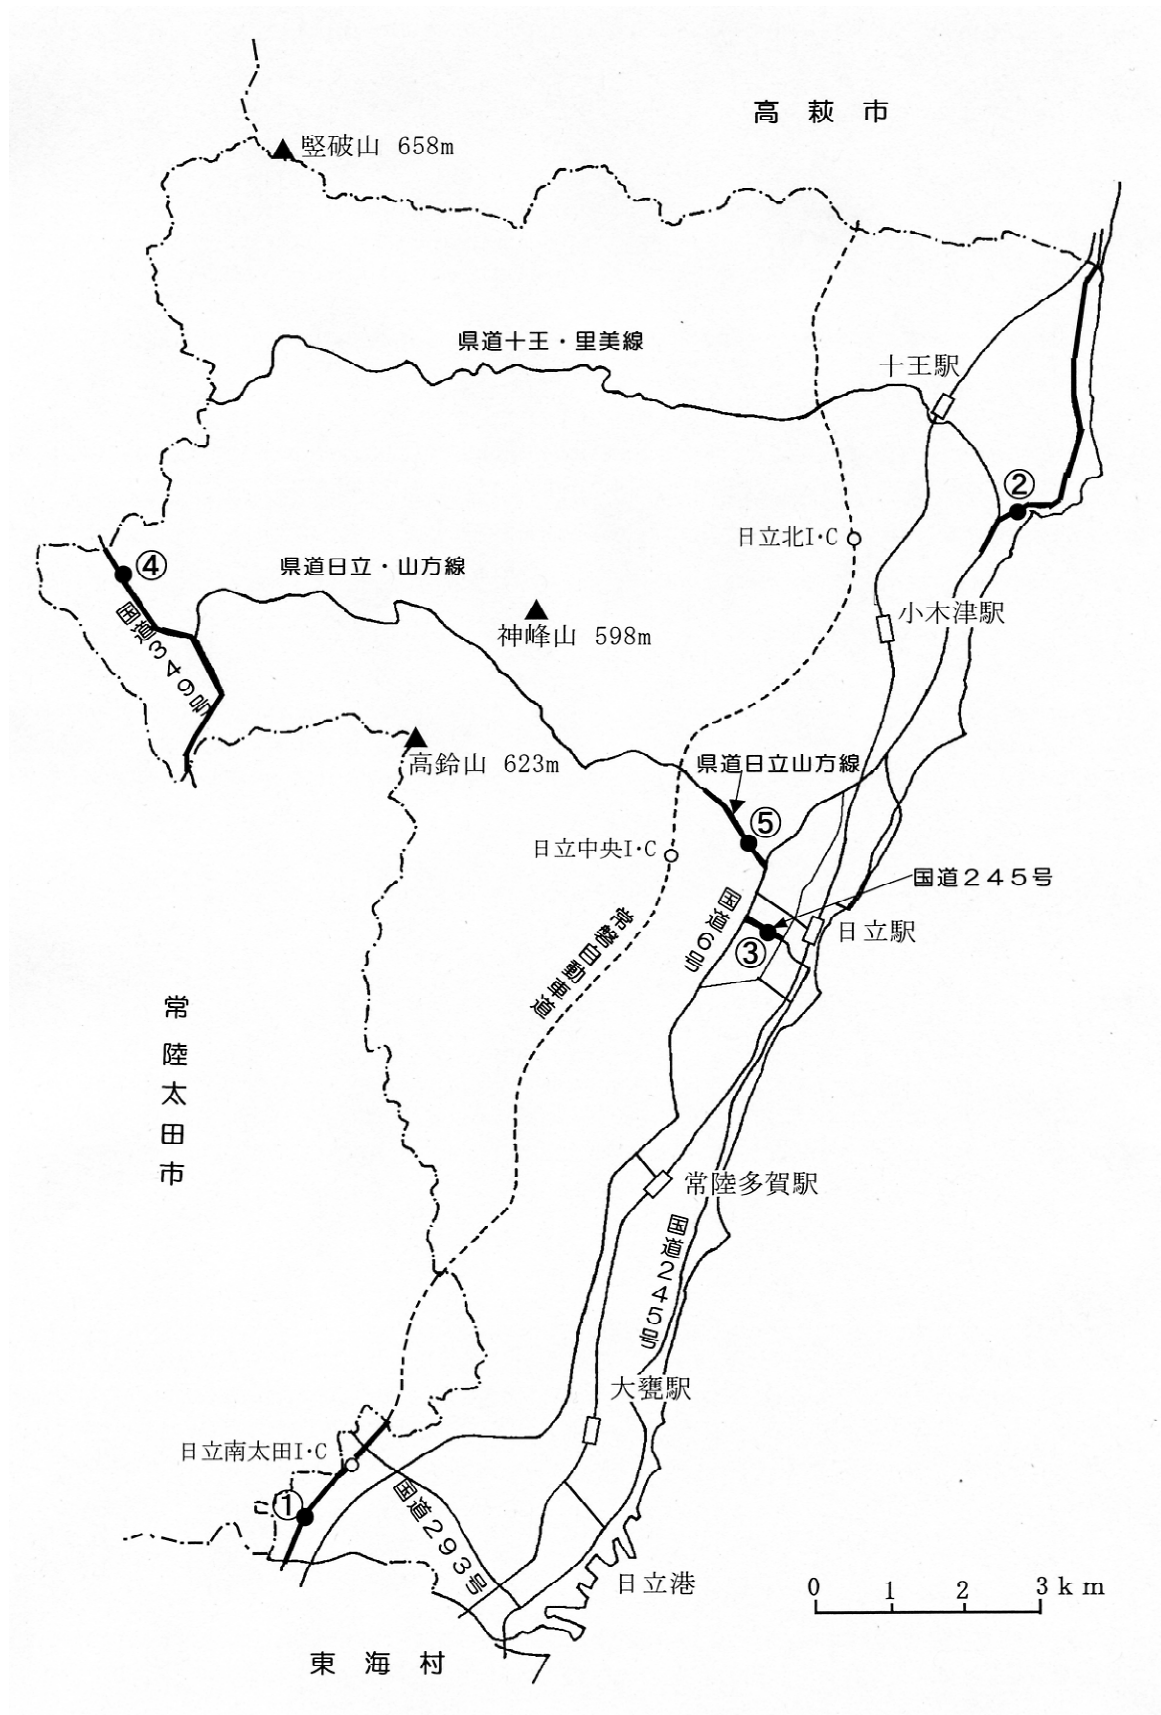 高萩市
竪破山 658m
県道十王・里美線
十王駅
②
日立北I・C
④
県道日立・山方線
小木津駅
神峰山 598m
国道349号
高鈴山 623m
県道日立山方線
⑤
日立中央I・C
国道245号
国道6号
日立駅
③
常磐自動車道
常陸太田市
常陸多賀駅
国道245号
大甕駅
日立南太田I・C
①
国道293号
日立港
0 1 2 3km
東海村